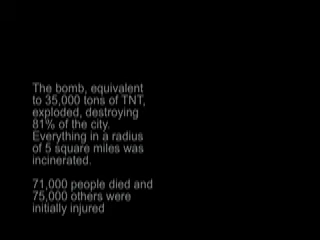 The bomb, equivalent
to 35,000 tons of TNT,
exploded, destroying
81% of the city.
Everything in a radius
of 5 square miles was
incinerated.
71,000 people died and
75,000 others were
initially injured